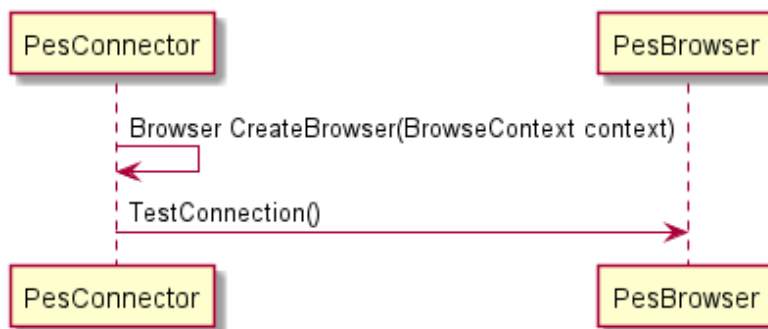 PesConnector
PesBrowser
Browser CreateBrowser(BrowseContext context)
TestConnection()
PesConnector
PesBrowser